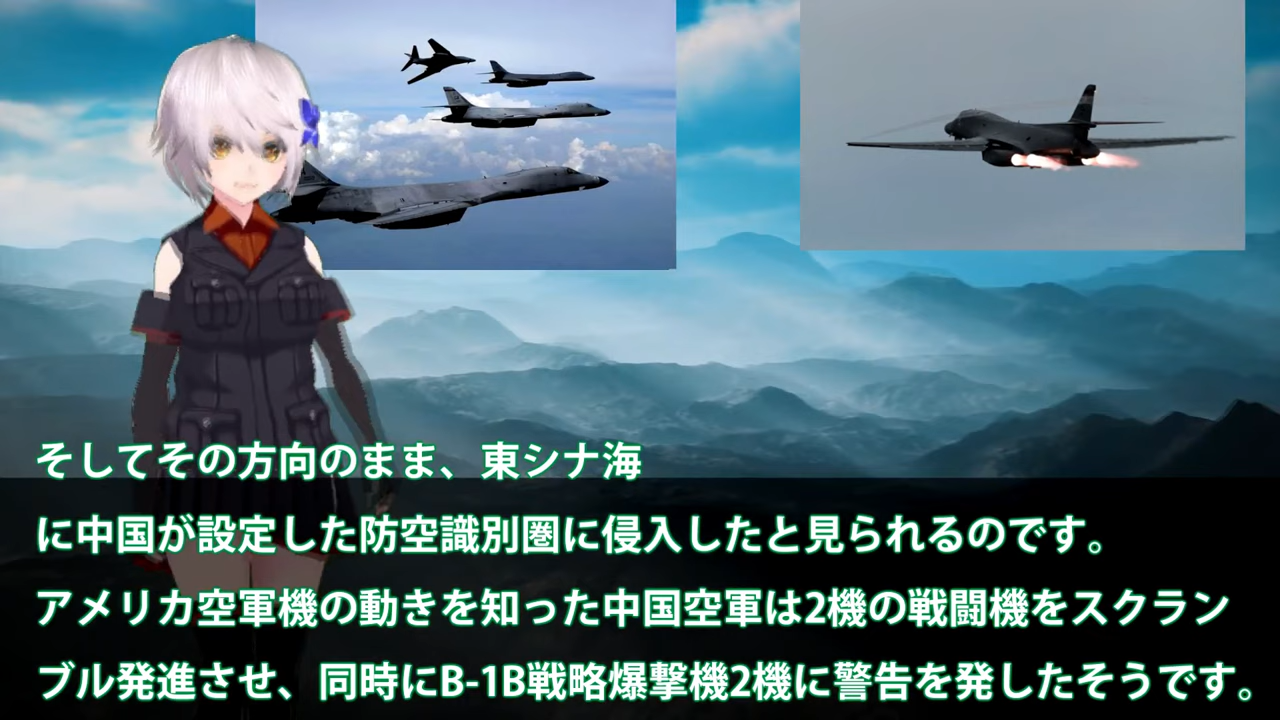 そしてその方向のまま、東シナ海
に中国が設定した防空識別圏に侵入したと見られるのです。
アメリカ空軍機の動きを知った中国空軍は2機の戦闘機をスクラン
ブル発進させ、同時にB-1B戦略爆撃機2機に警告を発したそうです。